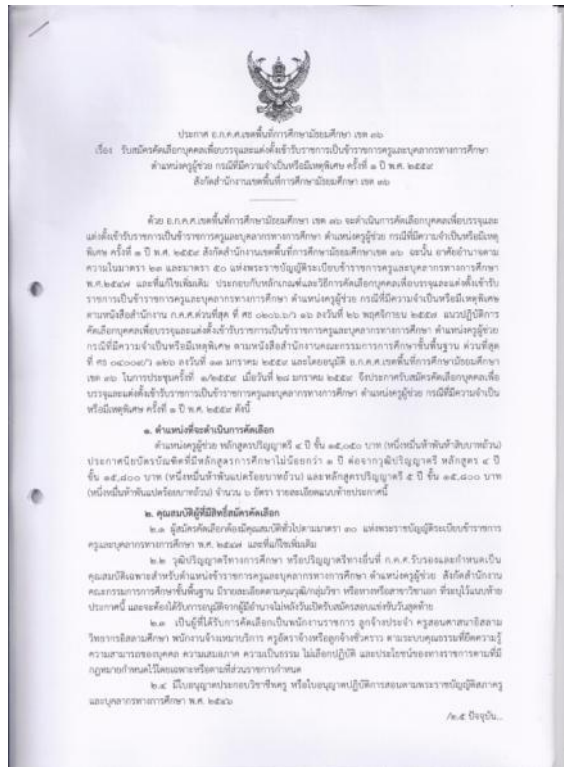 ประกาศ อ.ก.ค.ศ.เขตพื้นที่การศึกษามัธยมศึกษา เขต ๓๖
เรื่อง รับสมัครคัดเลือกบุคคลเพื่อบรรจุและแต่งตั้งเข้ารับราชการเป็นข้าราชการครูและบุคลากรทางการศึกษา
ตำแหน่งครูผู้ช่วย กรณีที่มีความจำเป็นหรือมีเหตุพิเศษ ครั้งที่ ๑ ปี พ.ศ. ๒๕๕๙
สังกัดสำนักงานเขตพื้นที่การศึกษามัธยมศึกษา เขต ๓๖
ด้วย อ.ก.ค.ศ.เขตพื้นที่การศึกษามัธยมศึกษา เขต ๓๖ จะดำเนินการคัดเลือกบุคคลเพื่อบรรจุและ
แต่งตั้งเข้ารับราชการเป็นข้าราชการครูและบุคลากรทางการศึกษา ตำแหน่งครูผู้ช่วย กรณีที่มีความจำเป็นหรือมีเหตุ
พิเศษ ครั้งที่ ๑ ปี พ.ศ. ๒๕๕๙ สังกัดสำนักงานเขตพื้นที่การศึกษามัธยมศึกษาเขต ๓๖ ฉะนั้น อาศัยอำนาจตาม
ความในมาตรา ๒๓ และมาตรา ๕๐ แห่งพระราชบัญญัติระเบียบข้าราชการครูและบุคลากรทางการศึกษา
พ.ศ.๒๕๔๗ และที่แก้ไขเพิ่มเติม ประกอบกับหลักเกณฑ์และวิธีการคัดเลือกบุคคลเพื่อบรรจุและแต่งตั้งเข้ารับ
ราชการเป็นข้าราชการครูและบุคลากรทางการศึกษา ตำแหน่งครูผู้ช่วย กรณีที่มีความจำเป็นหรือมีเหตุพิเศษ
ตามหนังสือสำนักงาน ก.ค.ศ.ด่วนที่สุด ที่ ศธ ๐๒๐๖.๖/ว ๑๖ ลงวันที่ ๒๖ พฤศจิกายน ๒๕๕๗ แนวปฏิบัติการ
คัดเลือกบุคคลเพื่อบรรจุและแต่งตั้งเข้ารับราชการเป็นข้าราชการครูและบุคลากรทางการศึกษา ตำแหน่งครูผู้ช่วย
กรณีที่มีความจำเป็นหรือมีเหตุพิเศษ ตามหนังสือสำนักงานคณะกรรมการการศึกษาขั้นพื้นฐาน ด่วนที่สุด
ที่ ศธ ๐๔๐๐๙/ว ๑๒๖ ลงวันที่ ๑๓ มกราคม ๒๕๕๙ และโดยอนุมัติ อ.ก.ค.ศ.เขตพื้นที่การศึกษามัธยมศึกษา
เขต ๓๖ ในการประชุมครั้งที่ ๑/๒๕๕๙ เมื่อวันที่ ๒๘ มกราคม ๒๕๕๙ จึงประกาศรับสมัครคัดเลือกบุคคลเพื่อ
บรรจุและแต่งตั้งเข้ารับราชการเป็นข้าราชการครูและบุคลากรทางการศึกษา ตำแหน่งครูผู้ช่วย กรณีที่มีความจำเป็น
หรือมีเหตุพิเศษ ครั้งที่ ๑ ปี พ.ศ. ๒๕๕๙ ดังนี้
๑. ตำแหน่งที่จะดำเนินการคัดเลือก
ตำแหน่งครูผู้ช่วย หลักสูตรปริญญาตรี ๔ ปี ขั้น ๑๕,๐๕๐ บาท (หนึ่งหมื่นห้าพันห้าสิบบาทถ้วน)
ประกาศนียบัตรบัณฑิตที่มีหลักสูตรการศึกษาไม่น้อยกว่า ๑ ปี ต่อจากวุฒิปริญญาตรี หลักสูตร ๔ ปี
ขั้น ๑๕,๘๐๐ บาท (หนึ่งหมื่นห้าพันแปดร้อยบาทถ้วน) และหลักสูตรปริญญาตรี ๕ ปี ขั้น ๑๕,๘๐๐ บาท
(หนึ่งหมื่นห้าพันแปดร้อยบาทถ้วน) จำนวน ๖ อัตรา รายละเอียดแนบท้ายประกาศนี้
๒. คุณสมบัติผู้ที่มีสิทธิ์สมัครคัดเลือก
๒.๑ ผู้สมัครคัดเลือกต้องมีคุณสมบัติทั่วไปตามมาตรา ๓๐ แห่งพระราชบัญญัติระเบียบข้าราชการ
ครูและบุคลากรทางการศึกษา พ.ศ. ๒๕๔๗ และที่แก้ไขเพิ่มเติม
๒.๒ วุฒิปริญญาตรีทางการศึกษา หรือปริญญาตรีทางอื่นที่ ก.ค.ศ.รับรองและกำหนดเป็น
คุณสมบัติเฉพาะสำหรับตำแหน่งข้าราชการครูและบุคลากรทางการศึกษา ตำแหน่งครูผู้ช่วย สังกัดสำนักงาน
คณะกรรมการการศึกษาขั้นพื้นฐาน มีรายละเอียดตามคุณวุฒิ/กลุ่มวิชา หรือทางหรือสาขาวิชาเอก ที่ระบุไว้แนบท้าย
ประกาศนี้ และจะต้องได้รับการอนุมัติจากผู้มีอำนาจไม่หลังวันเปิดรับสมัครสอบแข่งขันวันสุดท้าย
๒.๓ เป็นผู้ที่ได้รับการคัดเลือกเป็นพนักงานราชการ ลูกจ้างประจำ ครูสอนศาสนาอิสลาม
วิทยากรอิสลามศึกษา พนักงานจ้างเหมาบริการ ครูอัตราจ้างหรือลูกจ้างชั่วคราว ตามระบบคุณธรรมที่ยึดความรู้
ความสามารถของบุคคล ความเสมอภาค ความเป็นธรรม ไม่เลือกปฏิบัติ และประโยชน์ของทางราชการตามที่มี
กฎหมายกำหนดไว้โดยเฉพาะหรือตามที่ส่วนราชการกำหนด
๒.๔ มีใบอนุญาตประกอบวิชาชีพครู หรือใบอนุญาตปฏิบัติการสอนตามพระราชบัญญัติสภาครู
และบุคลากรทางการศึกษา พ.ศ. ๒๕๔๖
/๒.๕ ปัจจุบัน...